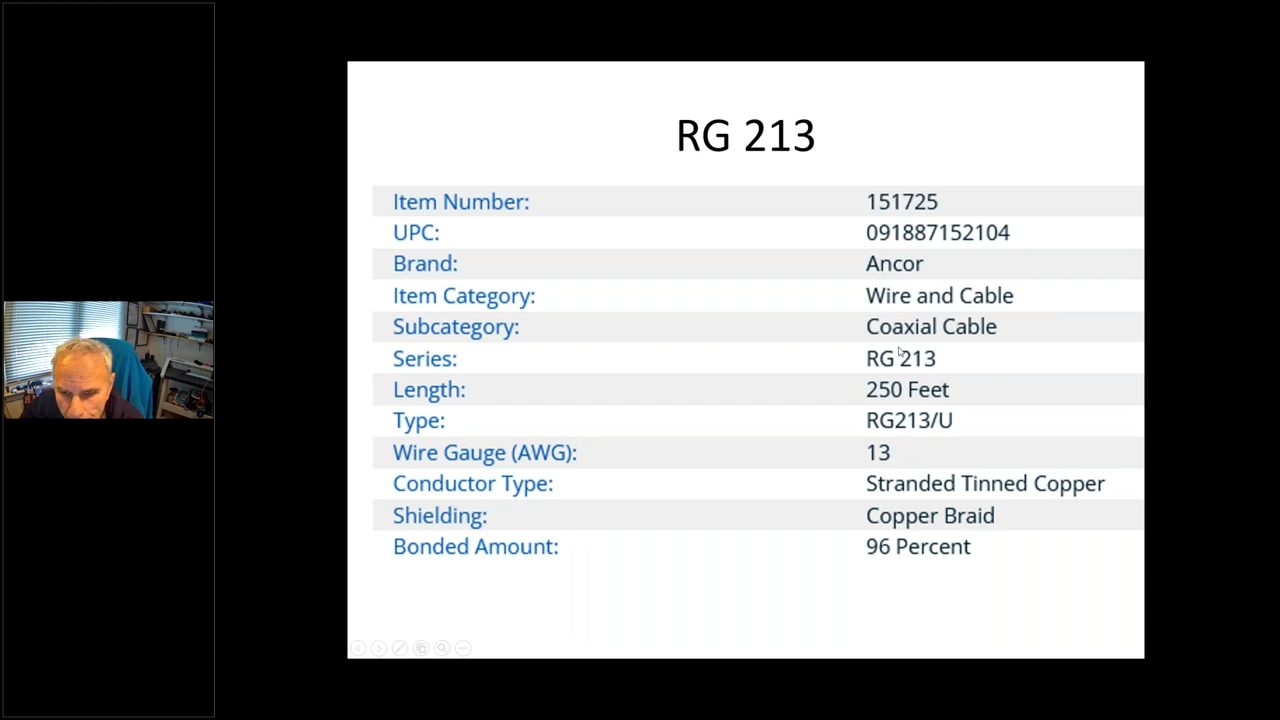 RG 213
Item Number: 151725
UPC: 091887152104
Brand: Ancor
Item Category: Wire and Cable
Subcategory: Coaxial Cable
Series: RG 213
Length: 250 Feet
Type: RG213/U
Wire Gauge (AWG): 13
Conductor Type: Stranded Tinned Copper
Shielding: Copper Braid
Bonded Amount: 96 Percent